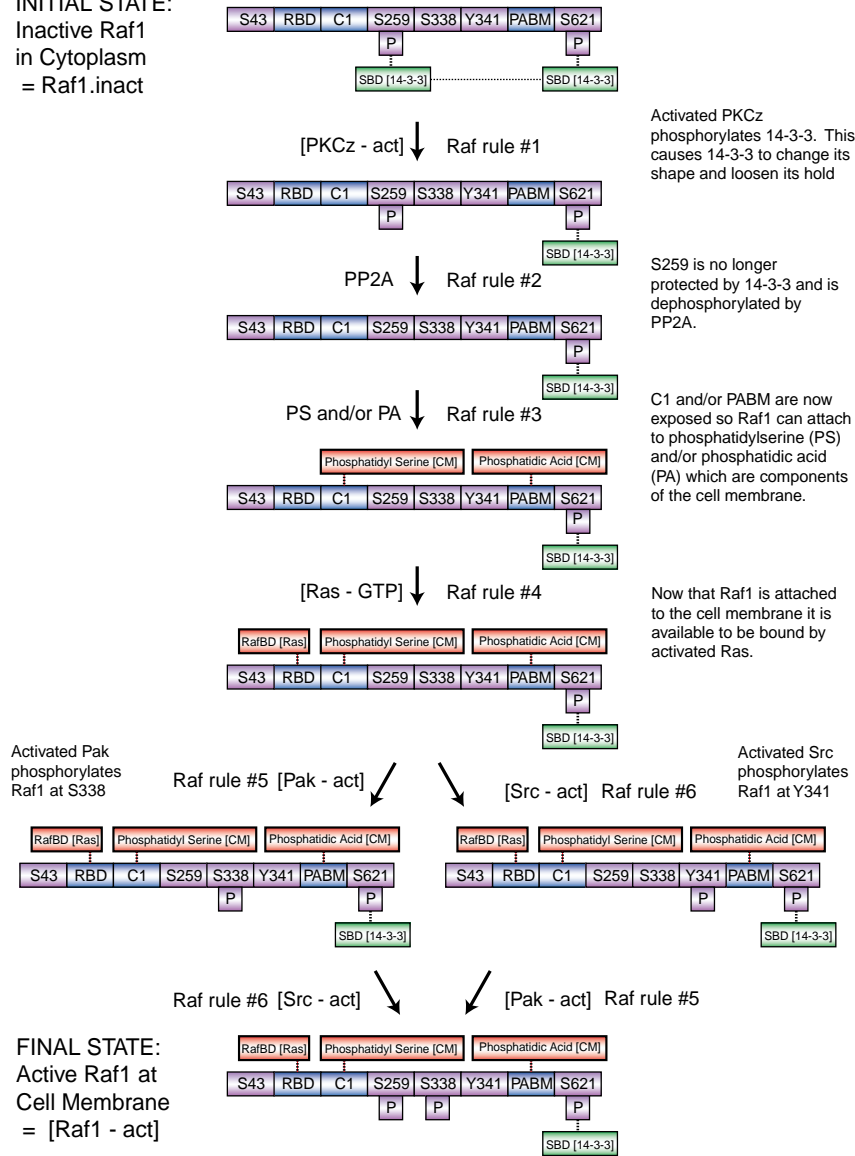 INITIAL STATE:
Inactive Raf1
in Cytoplasm
= Raf1.inact
S43 RBD C1 S259 S338 Y341 PABM S621
P P
SBD [14-3-3] SBD [14-3-3]
[PKCz - act] Raf rule #1
Activated PKCz
phosphorylates 14-3-3. This
causes 14-3-3 to change its
shape and loosen its hold
S43 RBD C1 S259 S338 Y341 PABM S621
P P
SBD [14-3-3]
PP2A Raf rule #2
S259 is no longer
protected by 14-3-3 and is
dephosphorylated by
PP2A.
S43 RBD C1 S259 S338 Y341 PABM S621
P
SBD [14-3-3]
PS and/or PA Raf rule #3
C1 and/or PABM are now
exposed so Raf1 can attach
to phosphatidylserine (PS)
and/or phosphatidic acid
(PA) which are components
of the cell membrane.
Phosphatidyl Serine [CM] Phosphatidic Acid [CM]
S43 RBD C1 S259 S338 Y341 PABM S621
P
SBD [14-3-3]
[Ras - GTP] Raf rule #4
Now that Raf1 is attached
to the cell membrane it is
available to be bound by
activated Ras.
RafBD [Ras] Phosphatidyl Serine [CM] Phosphatidic Acid [CM]
S43 RBD C1 S259 S338 Y341 PABM S621
P
SBD [14-3-3]
Activated Pak
phosphorylates
Raf1 at S338
Raf rule #5 [Pak - act]
[Src - act] Raf rule #6
Activated Src
phosphorylates
Raf1 at Y341
RafBD [Ras] Phosphatidyl Serine [CM] Phosphatidic Acid [CM]
S43 RBD C1 S259 S338 Y341 PABM S621
P P
SBD [14-3-3]
RafBD [Ras] Phosphatidyl Serine [CM] Phosphatidic Acid [CM]
S43 RBD C1 S259 S338 Y341 PABM S621
P P
SBD [14-3-3]
Raf rule #6 [Src - act]
[Pak - act] Raf rule #5
FINAL STATE:
Active Raf1 at
Cell Membrane
= [Raf1 - act]
RafBD [Ras] Phosphatidyl Serine [CM] Phosphatidic Acid [CM]
S43 RBD C1 S259 S338 Y341 PABM S621
P P P
SBD [14-3-3]